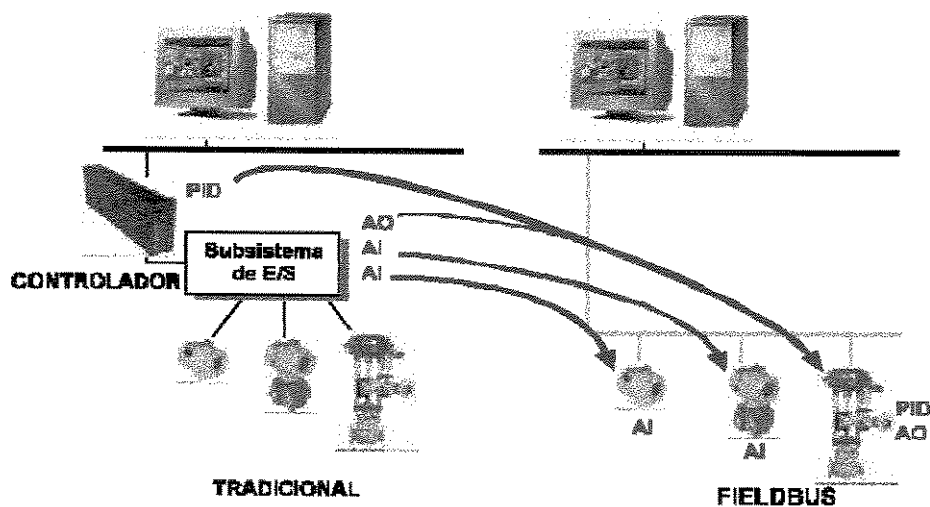 PID
AO
AI
AI
Subsistema
de E/S
CONTROLADOR
AI
AI
PID
AO
TRADICIONAL
FIELDBUS